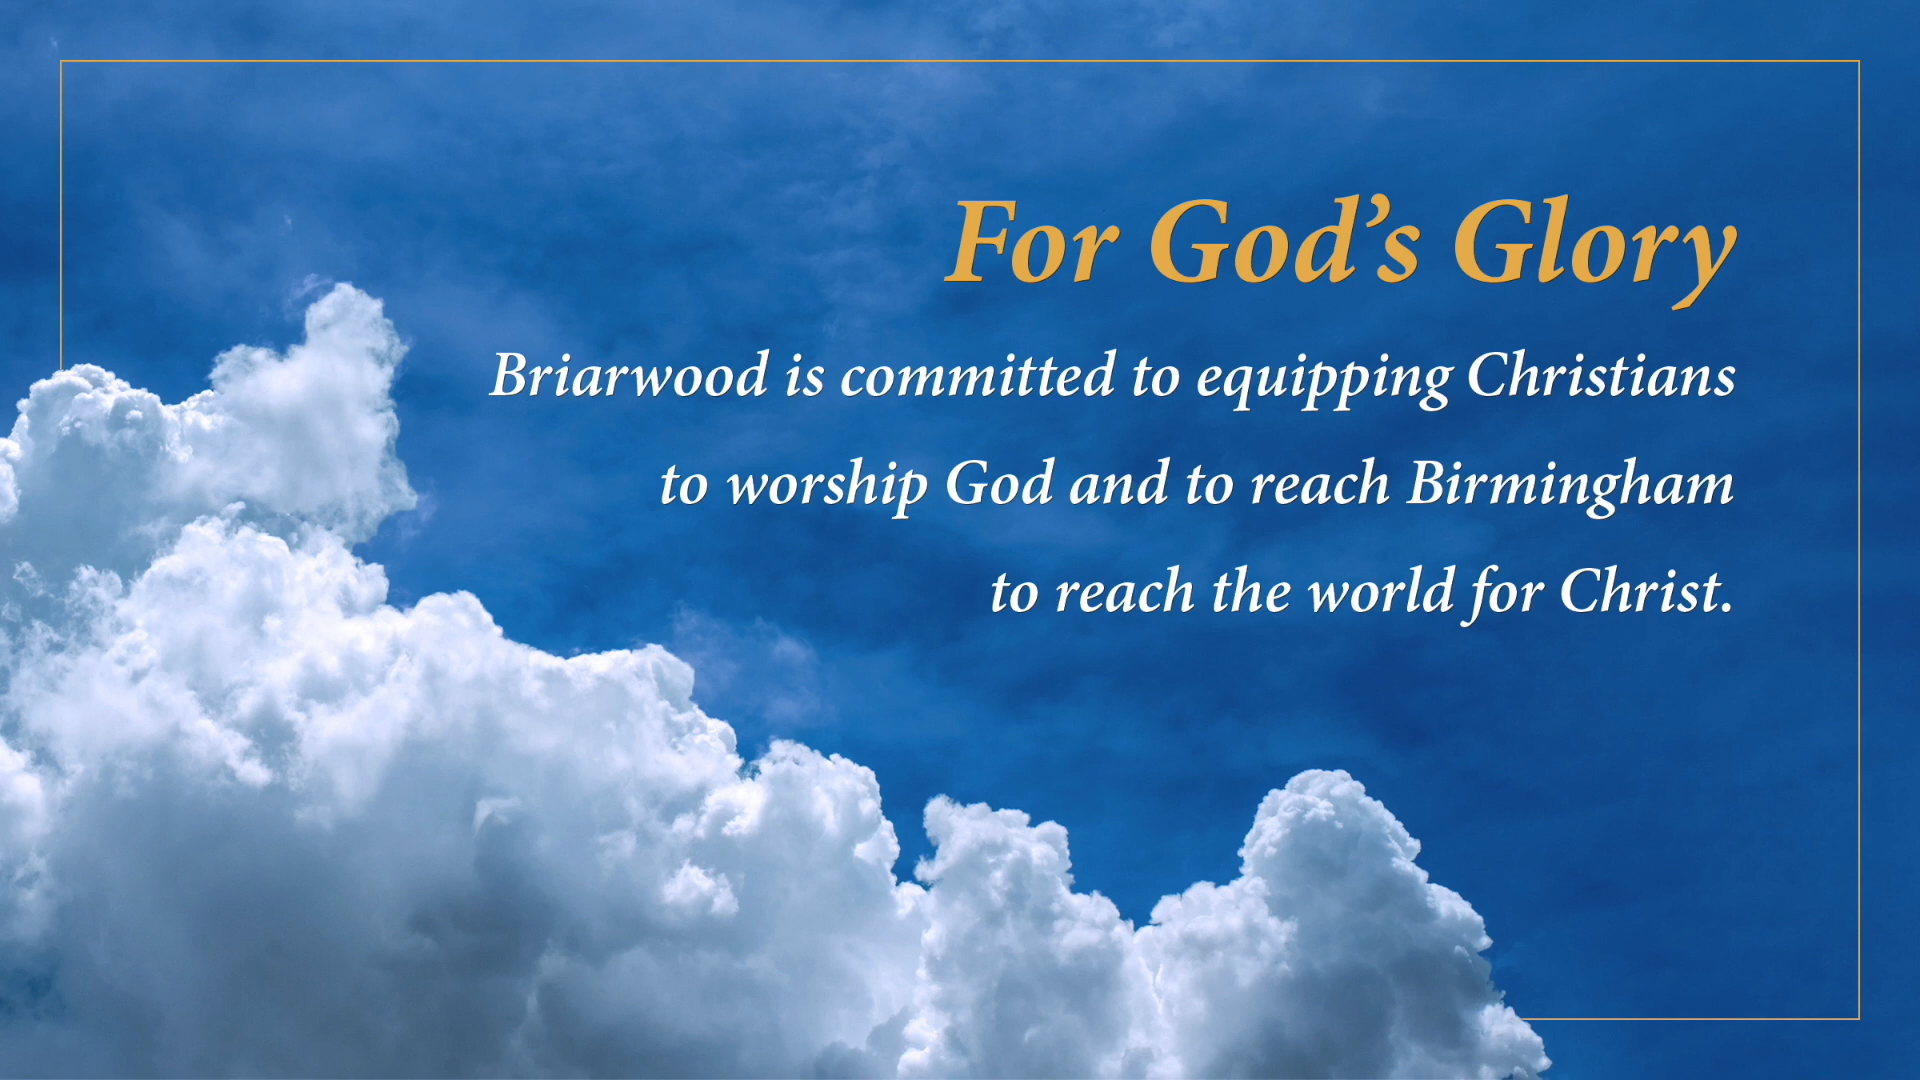 For God’s Glory
Briarwood is committed to equipping Christians
to worship God and to reach Birmingham
to reach the world for Christ.